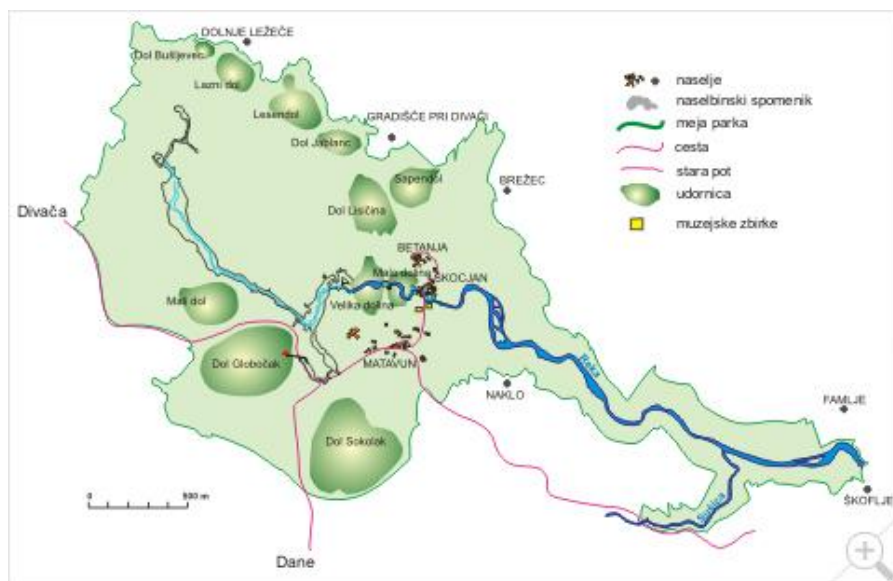 DOLNJE LEŽEČE
Dol Bušljevec
Lazni dol
Lesendol
GRADIŠČE PRI DIVAČI
Dol Jablanc
Sapendol
BREŽEC
Dol Lisičina
Divača
BETANJA
Mala dolina
ŠKOCJAN
Velika dolina
Mali dol
Dol Globočak
MATAVUN
NAKLO
Reka
FAMLJE
Dol Sokolak
ŠKOFLJE
Sušica
0 500 m
Dane
naselje
naselbinski spomenik
meja parka
cesta
stara pot
udornica
muzejske zbirke